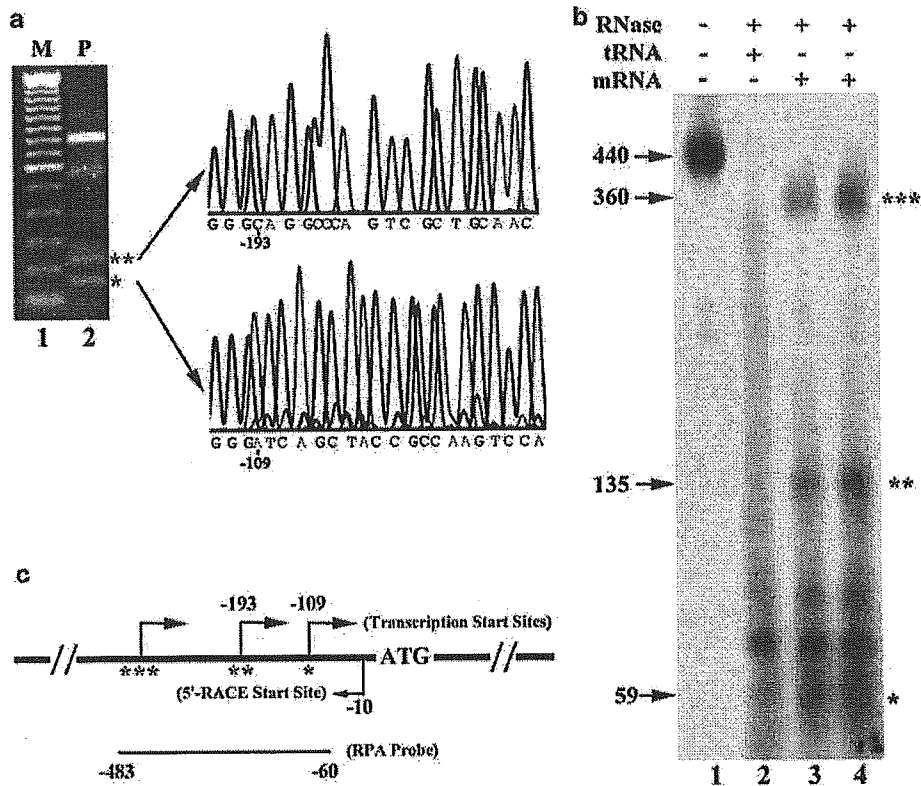 a
M P
**
*
1 2
G G G C A G G C C C A G T C G C T G C A A C
-193
G G G A T C A G C T A C C G C C A A G T C C A
-109
b
RNase - + + +
tRNA - + - -
mRNA - - + +
440
360
***
135
**
59
*
1 2 3 4
c
-193 -109
(Transcription Start Sites)
*** ** *
ATG
(5'-RACE Start Site)
-10
(RPA Probe)
-483 -60